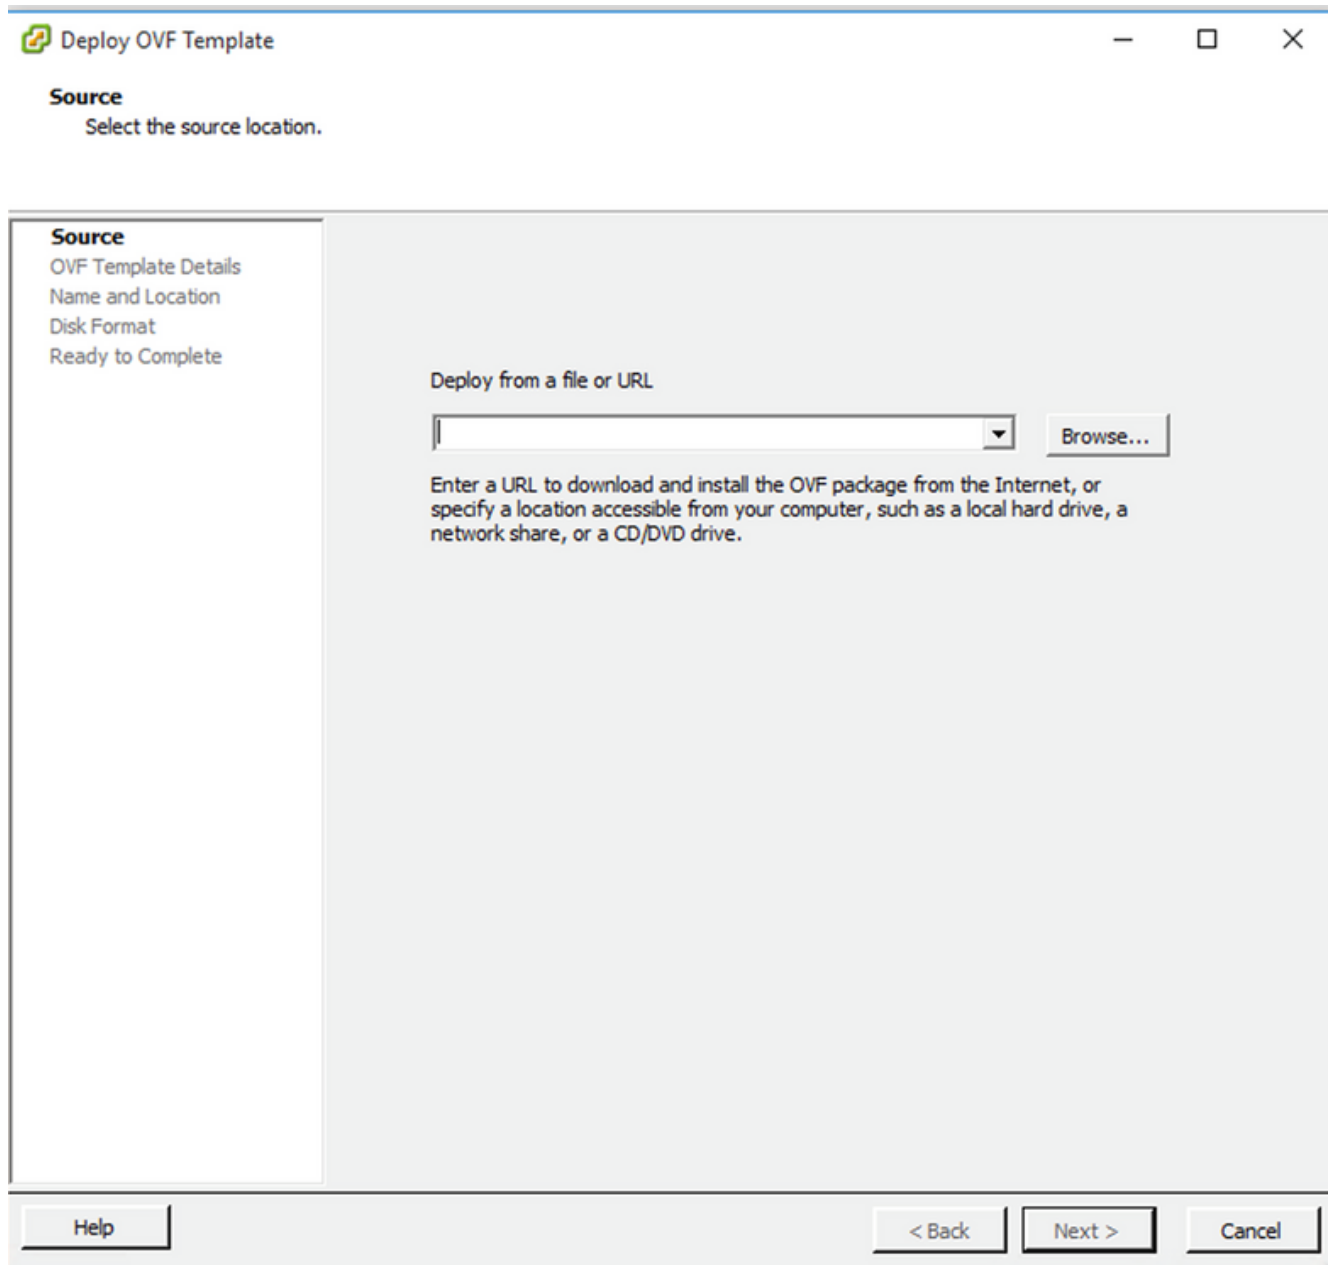 Deploy OVF Template
Source
Select the source location.
Source
OVF Template Details
Name and Location
Disk Format
Ready to Complete
Deploy from a file or URL
Browse...
Enter a URL to download and install the OVF package from the Internet, or
specify a location accessible from your computer, such as a local hard drive, a
network share, or a CD/DVD drive.
Help
< Back
Next >
Cancel